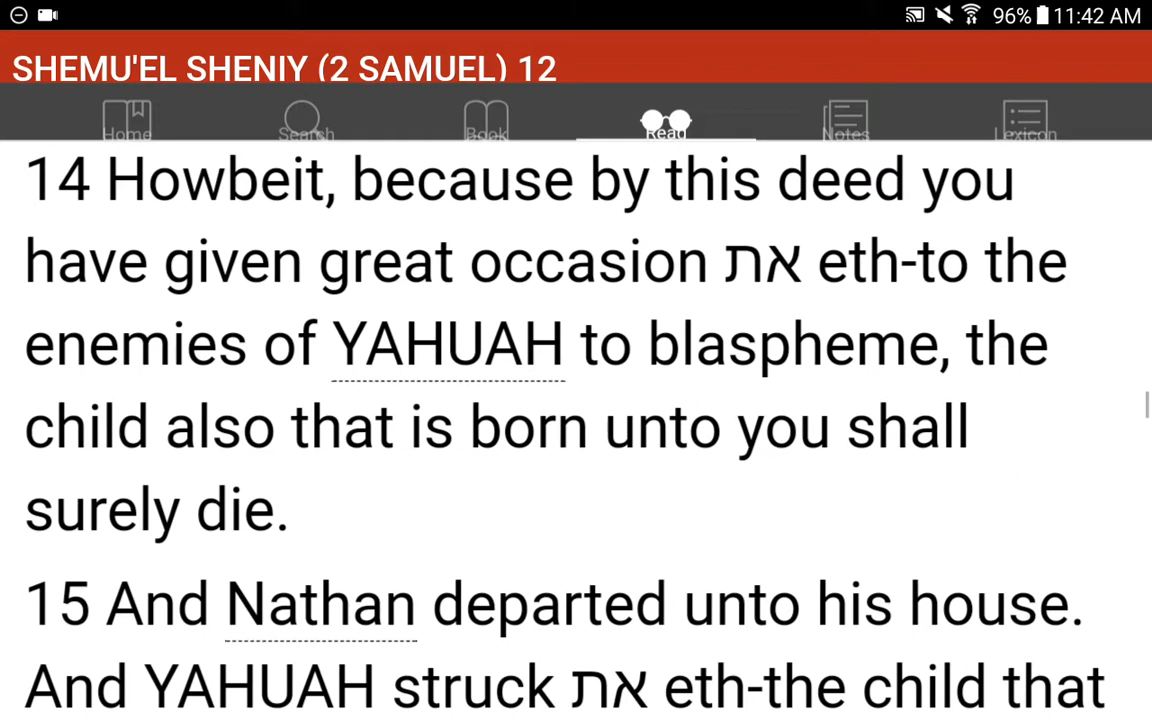 96% 11:42 AM
SHEMU'EL SHENIY (2 SAMUEL) 12
Home Search Book Read Notes Lexicon
14 Howbeit, because by this deed you
have given great occasion את eth-to the
enemies of YAHUAH to blaspheme, the
child also that is born unto you shall
surely die.
15 And Nathan departed unto his house.
And YAHUAH struck את eth-the child that